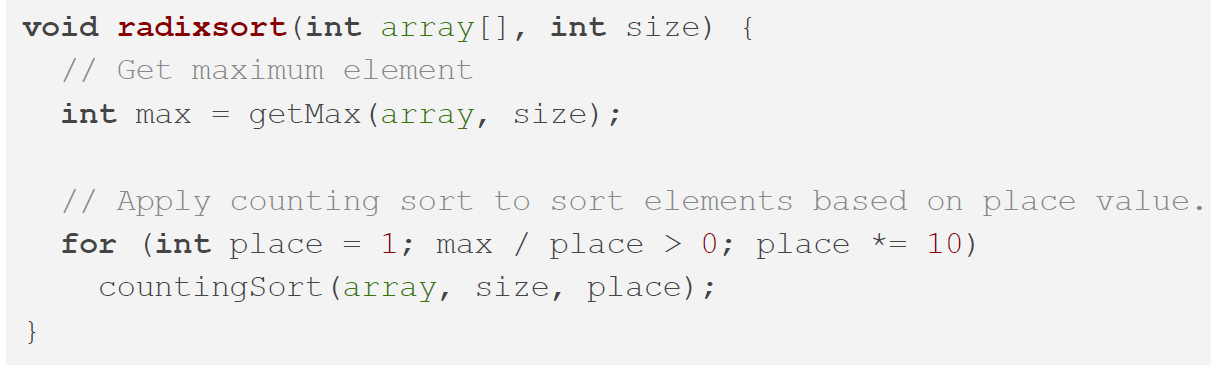 void radixsort(int array[], int size) {
  // Get maximum element
  int max = getMax(array, size);

  // Apply counting sort to sort elements based on place value.
  for (int place = 1; max / place > 0; place *= 10)
    countingSort(array, size, place);
}